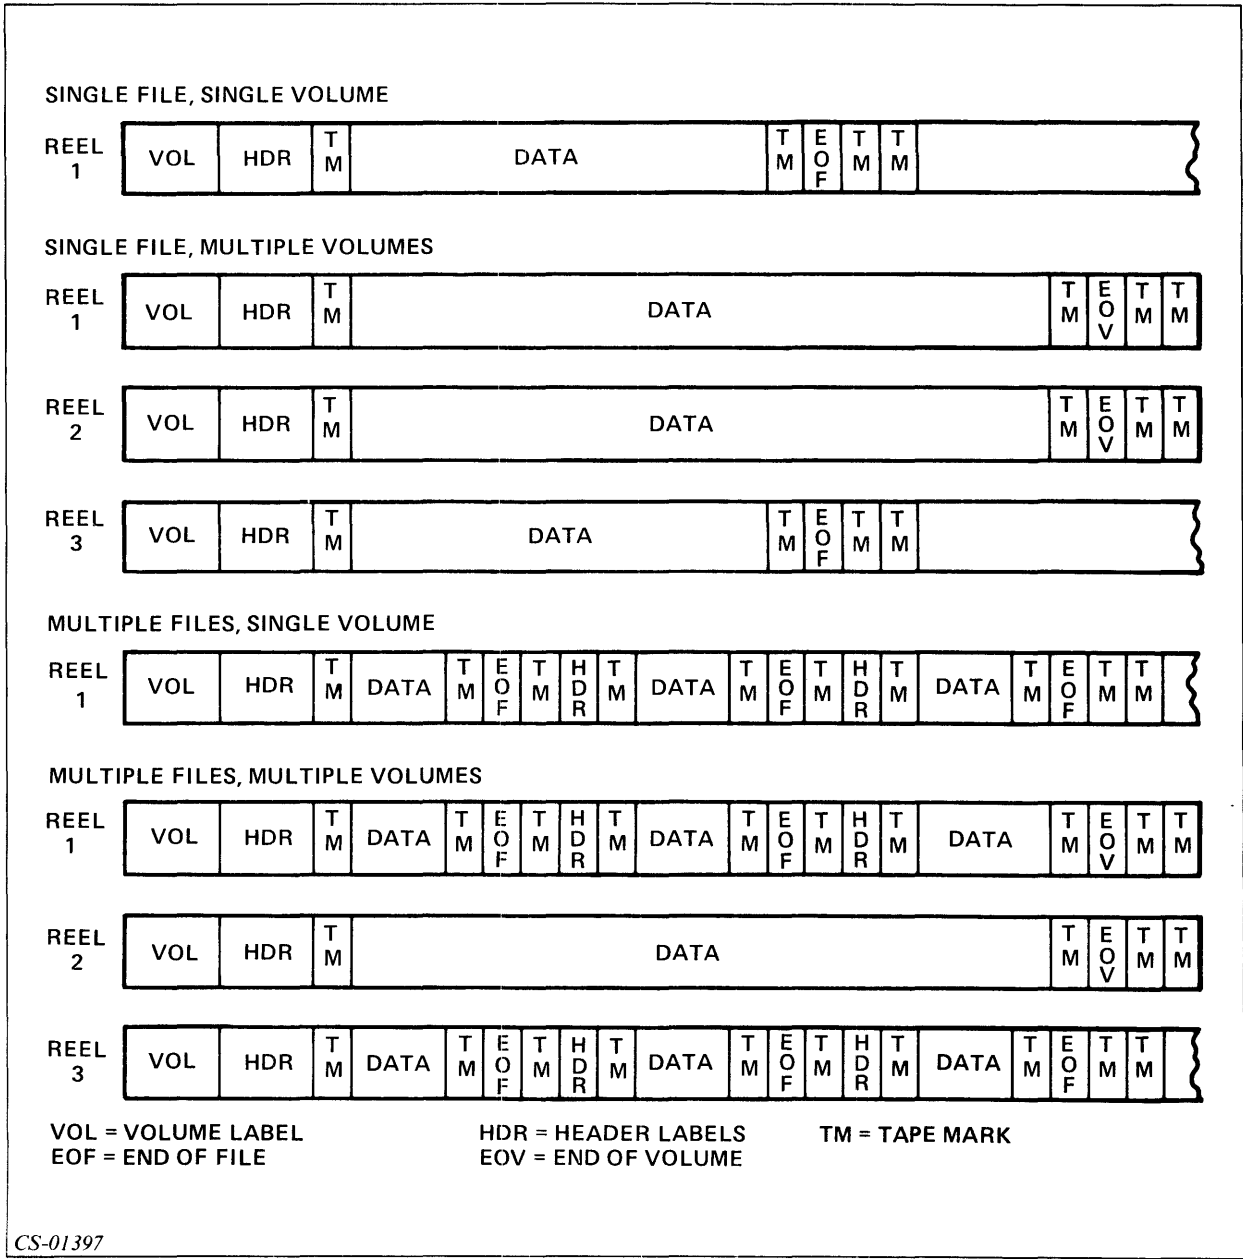 SINGLE FILE, SINGLE VOLUME
REEL 1 VOL HDR TM DATA TM EOF TM TM
SINGLE FILE, MULTIPLE VOLUMES
REEL 1 VOL HDR TM DATA TM EOV TM TM
REEL 2 VOL HDR TM DATA TM EOV TM TM
REEL 3 VOL HDR TM DATA TM EOF TM TM
MULTIPLE FILES, SINGLE VOLUME
REEL 1 VOL HDR TM DATA TM EOF TM HDR TM DATA TM EOF TM HDR TM DATA TM EOF TM TM
MULTIPLE FILES, MULTIPLE VOLUMES
REEL 1 VOL HDR TM DATA TM EOF TM HDR TM DATA TM EOF TM HDR TM DATA TM EOV TM TM
REEL 2 VOL HDR TM DATA TM EOV TM TM
REEL 3 VOL HDR TM DATA TM EOF TM HDR TM DATA TM EOF TM HDR TM DATA TM EOF TM TM
VOL = VOLUME LABEL HDR = HEADER LABELS TM = TAPE MARK
EOF = END OF FILE EOV = END OF VOLUME
CS-01397